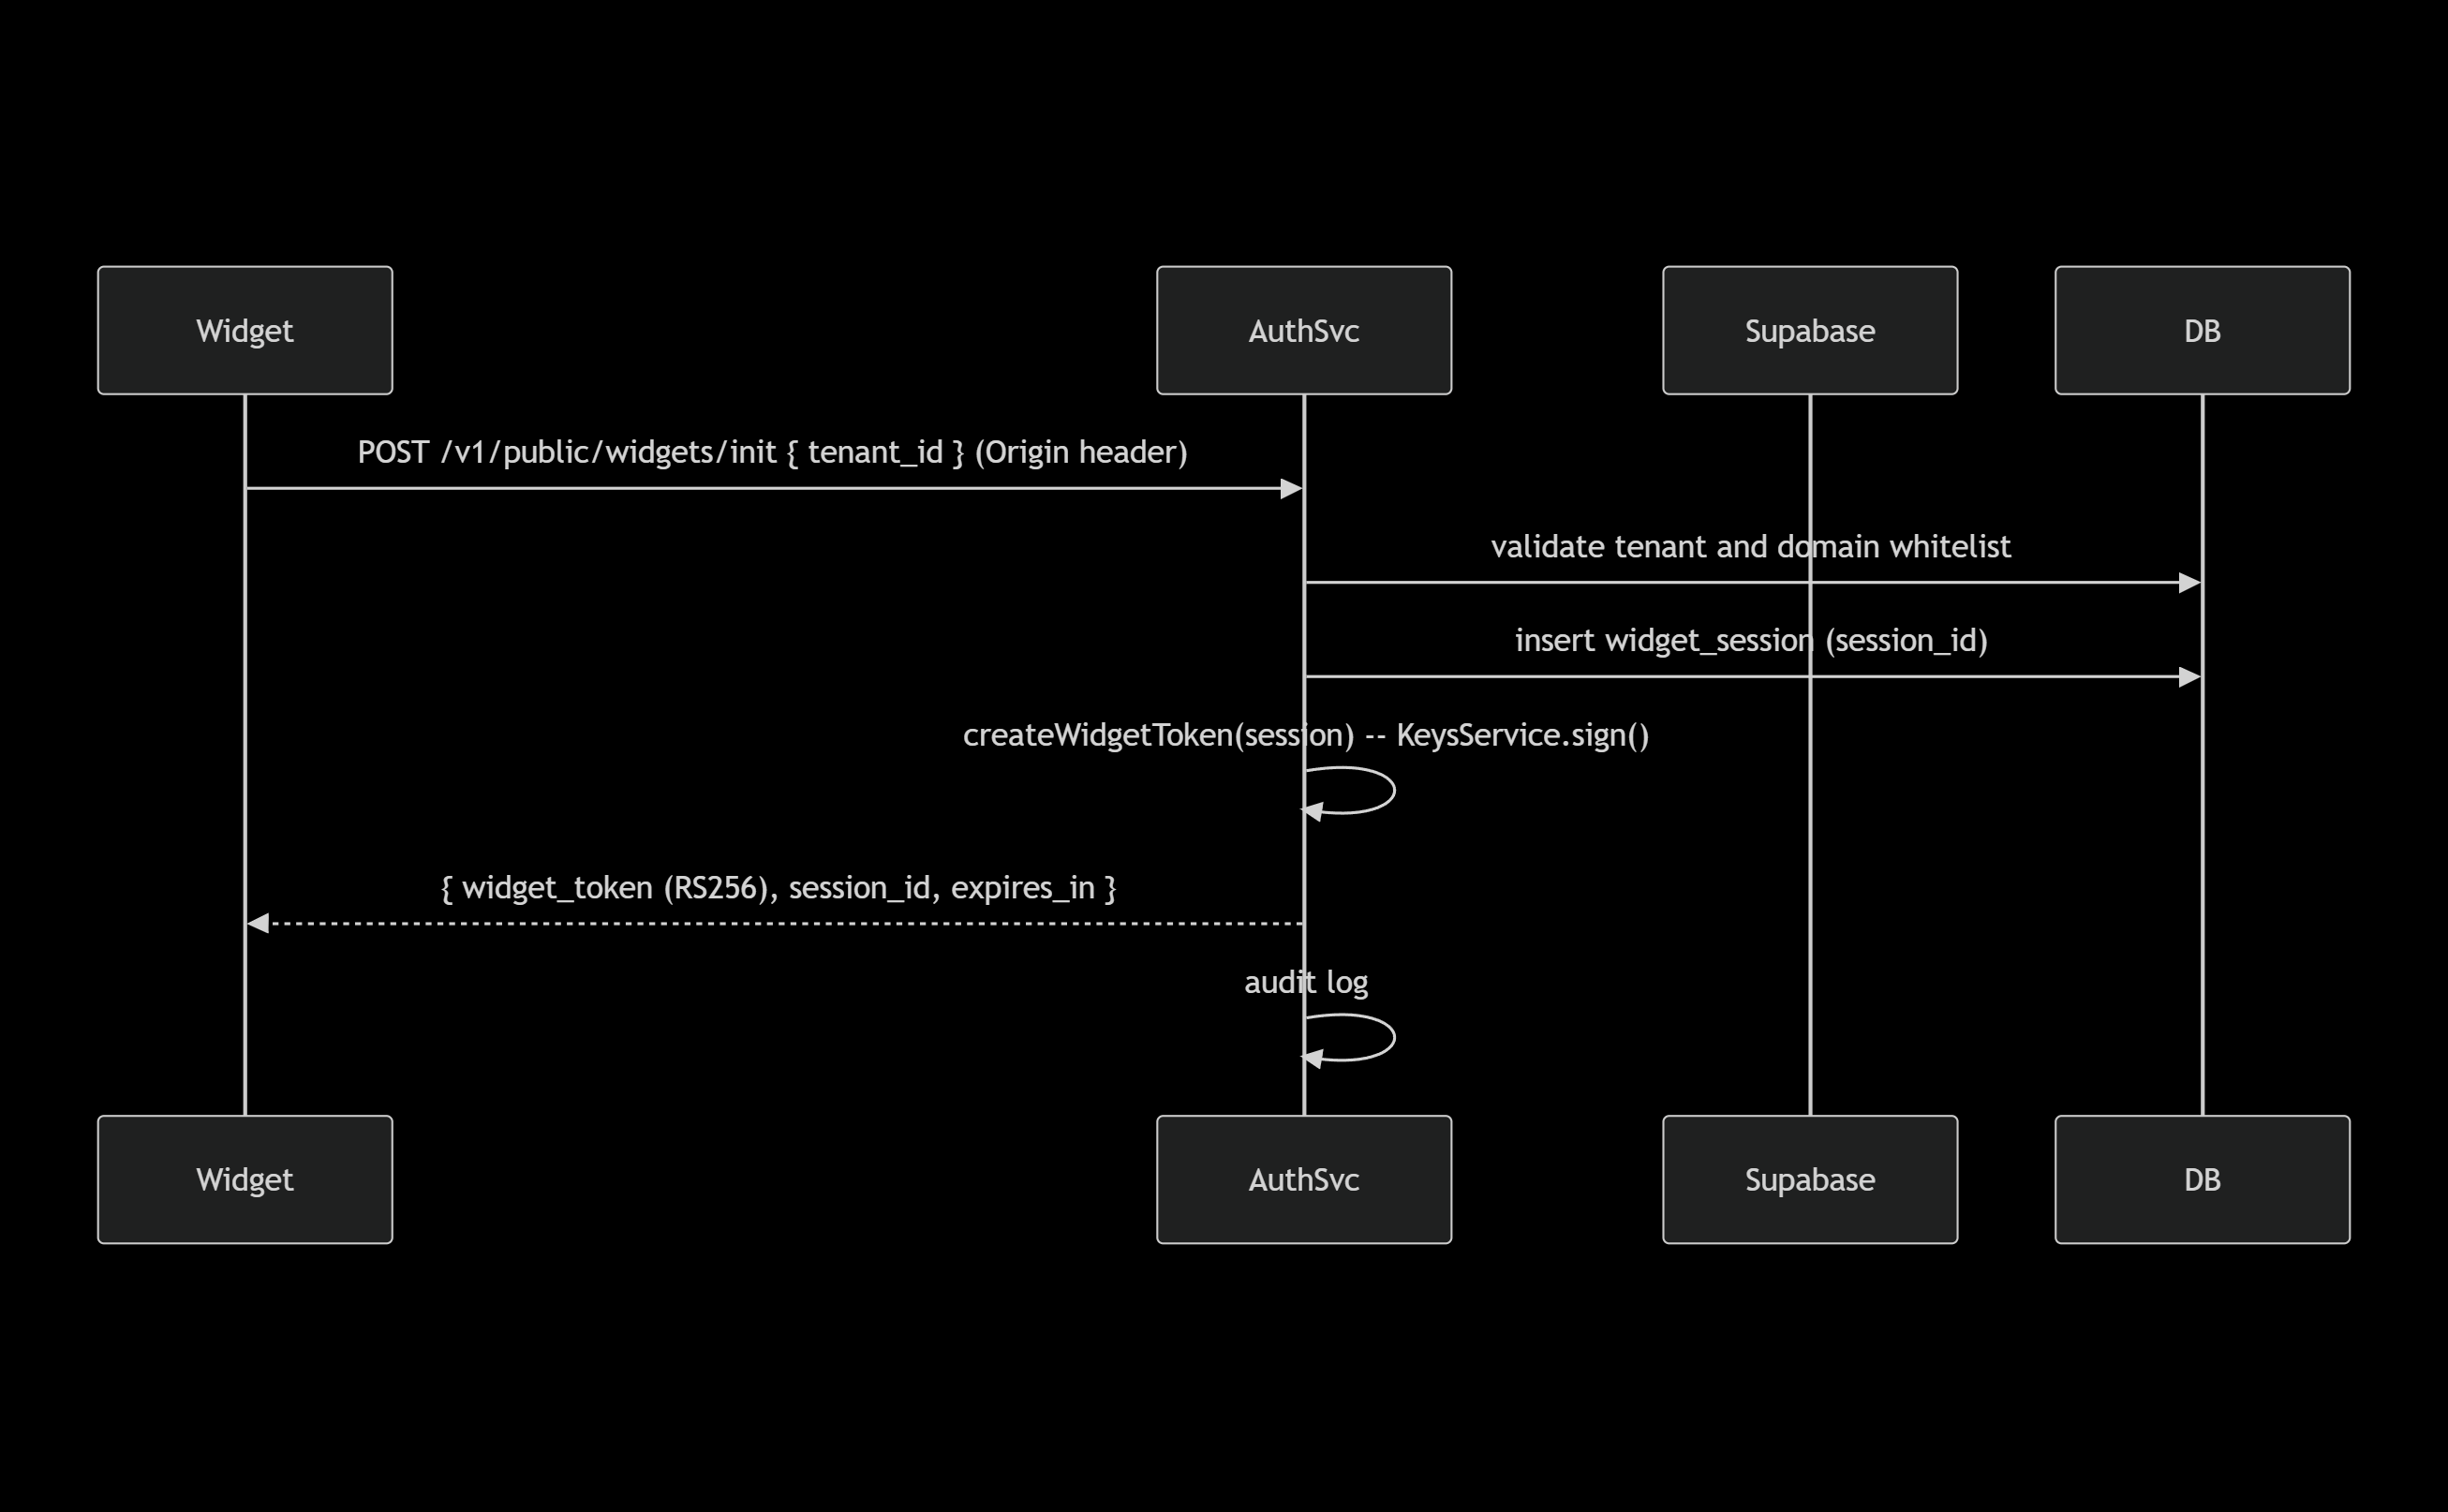 Widget
AuthSvc
Supabase
DB
POST /v1/public/widgets/init { tenant_id } (Origin header)
validate tenant and domain whitelist
insert widget_session (session_id)
createWidgetToken(session) -- KeysService.sign()
{ widget_token (RS256), session_id, expires_in }
audit log
Widget
AuthSvc
Supabase
DB